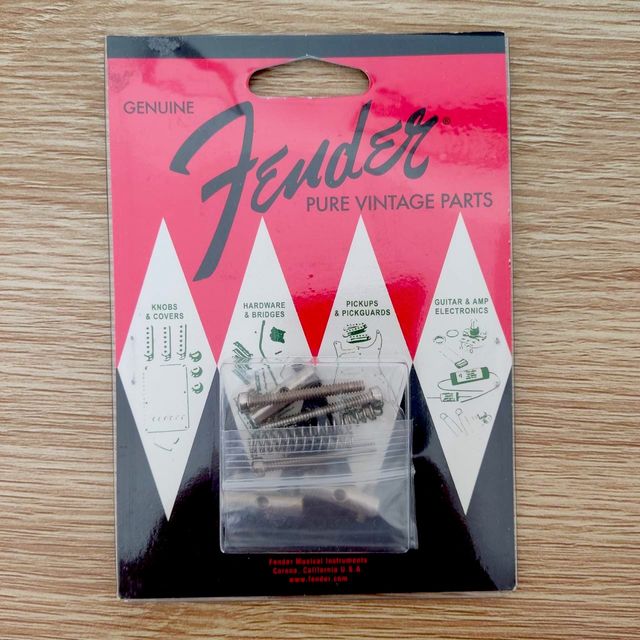 GENUINE
Fender®
PURE VINTAGE PARTS
KNOBS
& COVERS
HARDWARE
& BRIDGES
PICKUPS
& PICKGUARDS
GUITAR & AMP
ELECTRONICS
Fender Musical Instruments
Corona, California U S A
www.fender.com